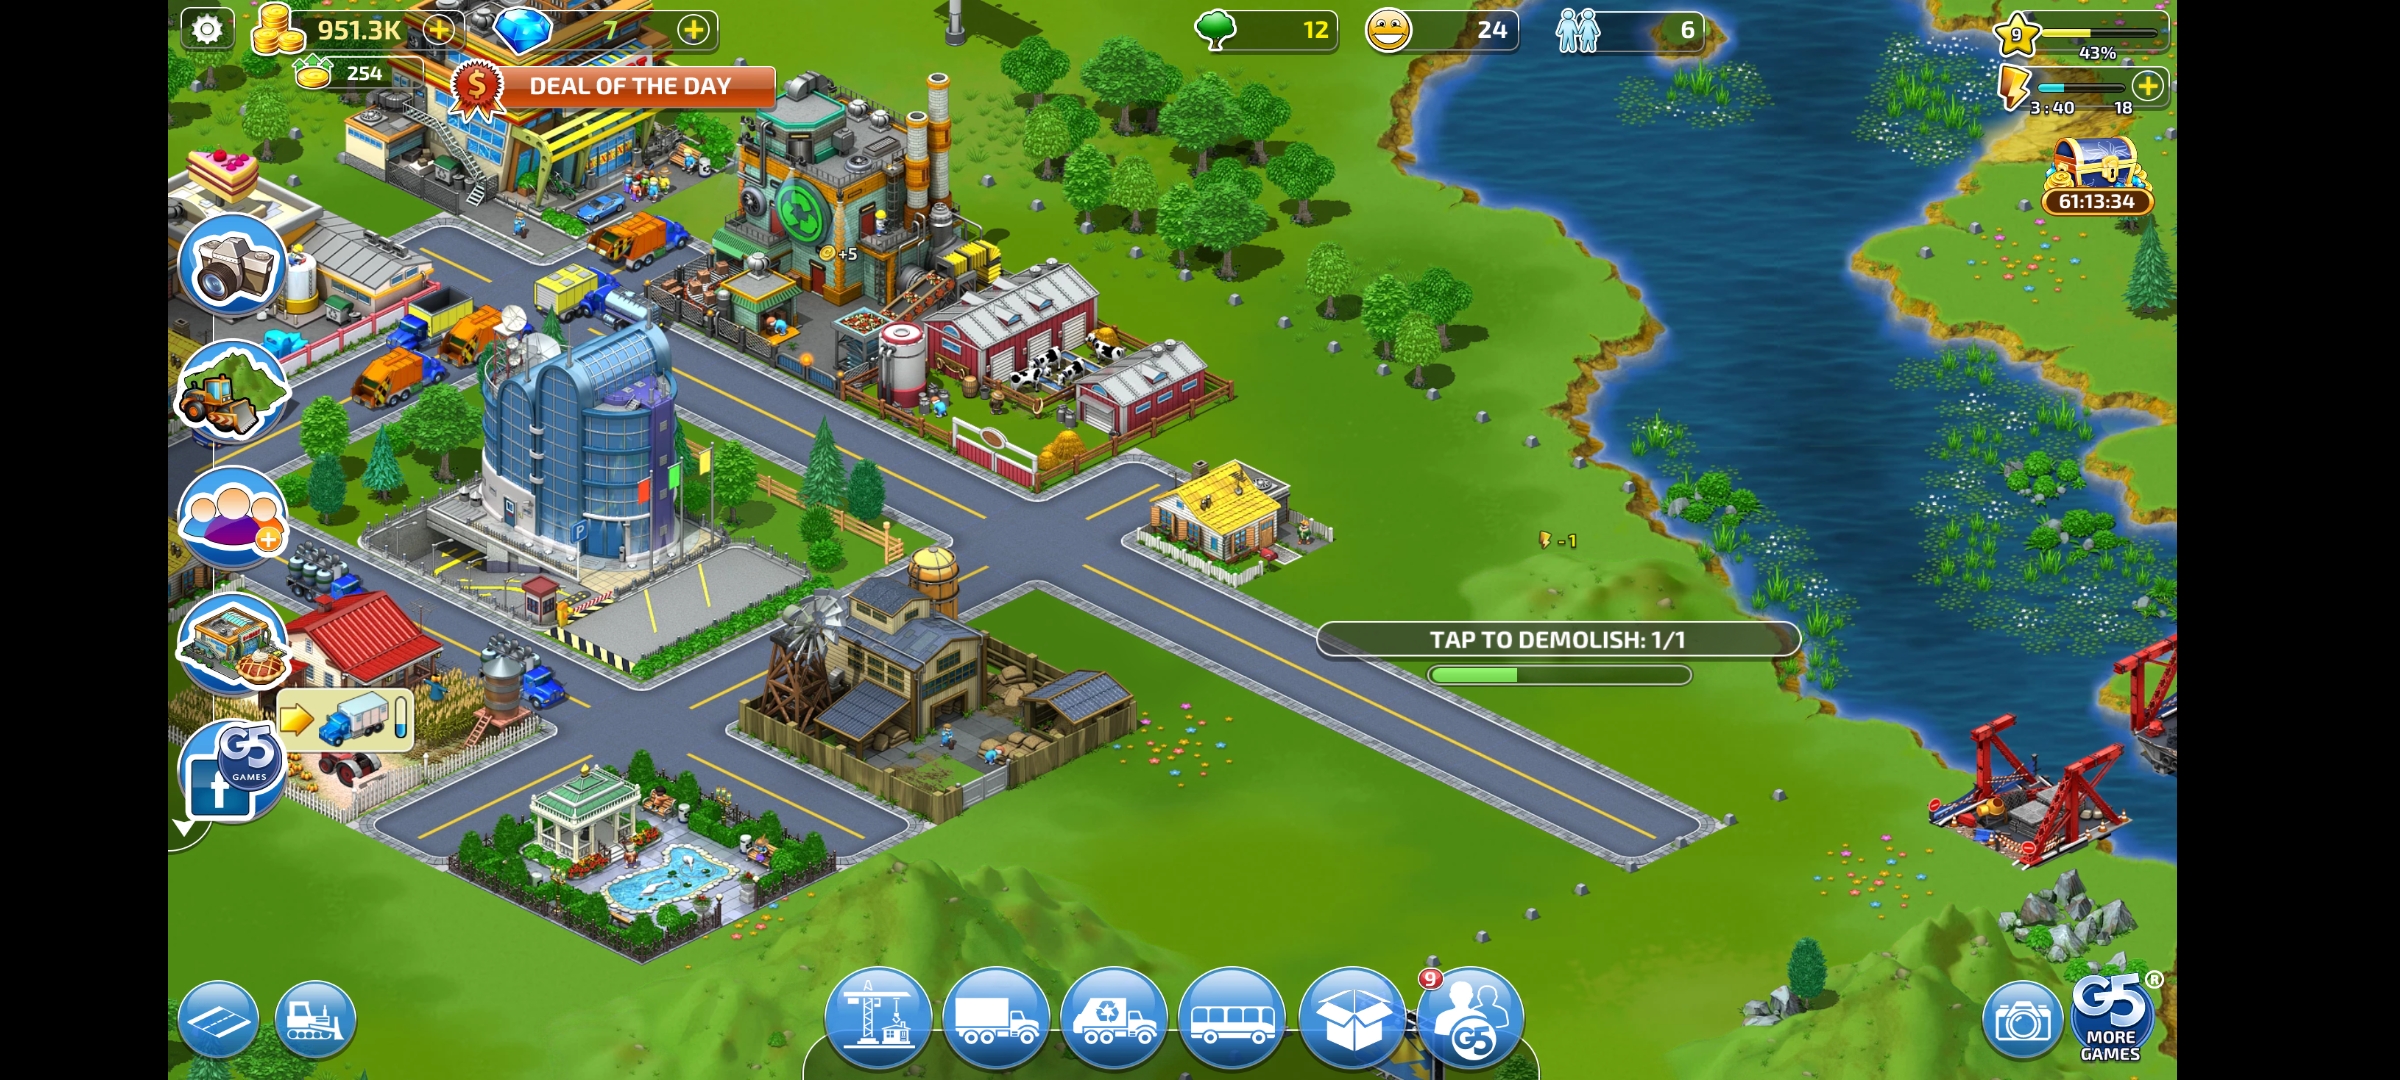 951.3K
7
12
24
6
9
43%
254
DEAL OF THE DAY
3:40
18
61:13:34
+5
P
-1
TAP TO DEMOLISH: 1/1
G5
GAMES
f
9
G5
G5®
MORE
GAMES